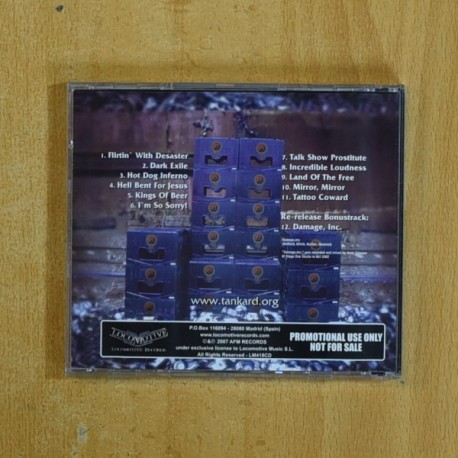 1. Flirtin´ With Desaster
2. Dark Exile
3. Hot Dog Inferno
4. Hell Bent For Jesus
5. Kings Of Beer
6. I´m So Sorry!
7. Talk Show Prostitute
8. Incredible Loudness
9. Land Of The Free
10. Mirror, Mirror
11. Tattoo Coward
Re-release Bonustrack:
12. Damage, Inc.
www.tankard.org
LOCOMOTIVE
LOCOMOTIVE RECORDS
P.O.Box 116094 - 28080 Madrid (Spain)
www.locomotiverecords.com
©&® 2007 AFM RECORDS
under exclusive license to Locomotive Music S.L.
All Rights Reserved - LM418CD
PROMOTIONAL USE ONLY
NOT FOR SALE